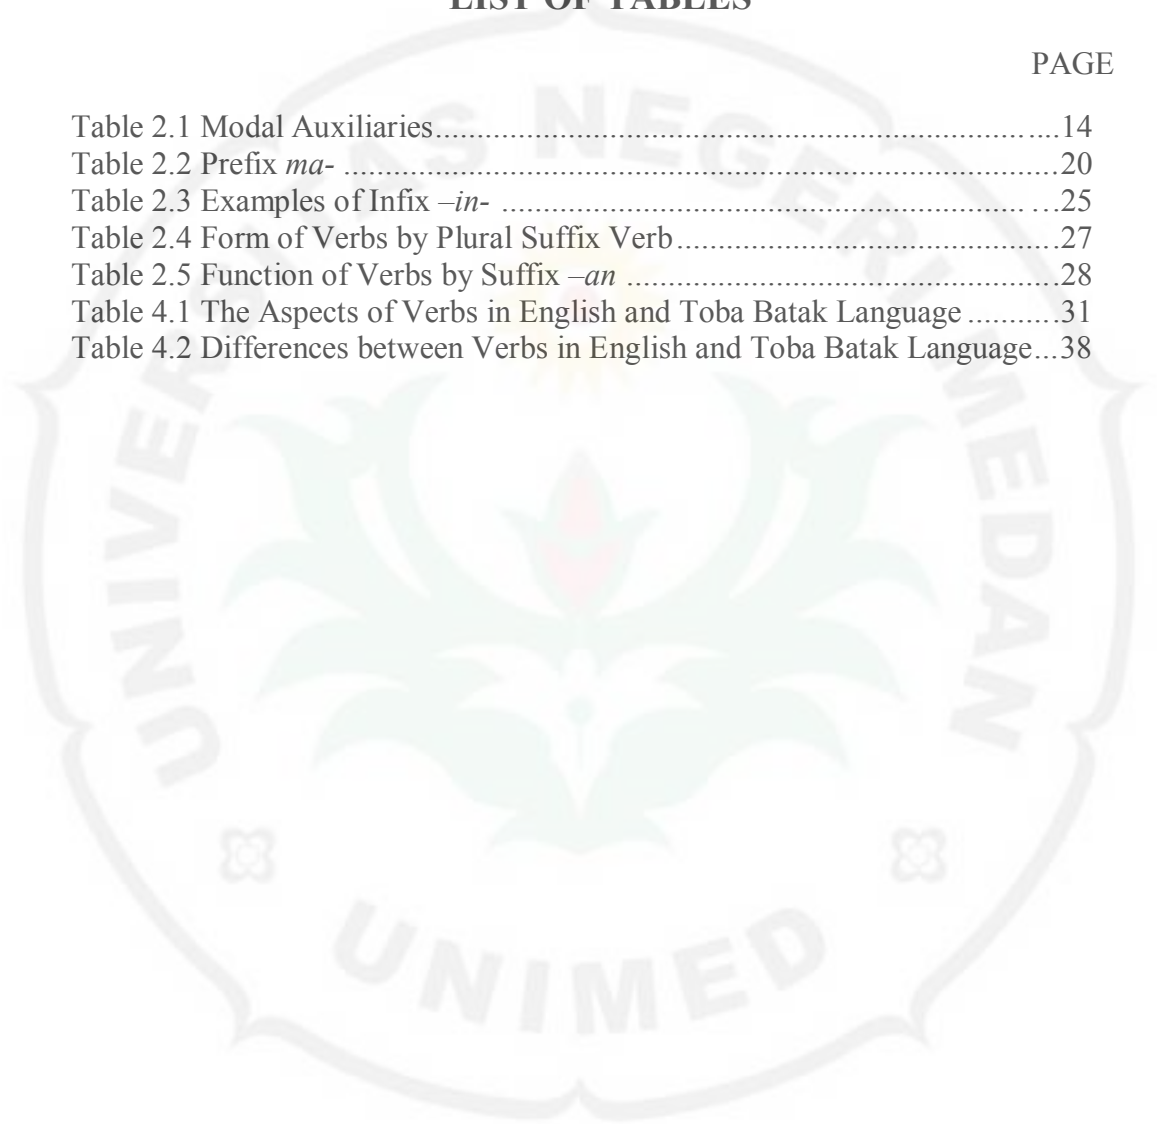 LIST OF TABLES
PAGE
Table 2.1 Modal Auxiliaries..............................................................................14
Table 2.2 Prefix ma- .........................................................................................20
Table 2.3 Examples of Infix –in- .....................................................................25
Table 2.4 Form of Verbs by Plural Suffix Verb................................................27
Table 2.5 Function of Verbs by Suffix –an ......................................................28
Table 4.1 The Aspects of Verbs in English and Toba Batak Language ...........31
Table 4.2 Differences between Verbs in English and Toba Batak Language...38
UNIVERSITAS NEGERI MEDAN
UNIMED